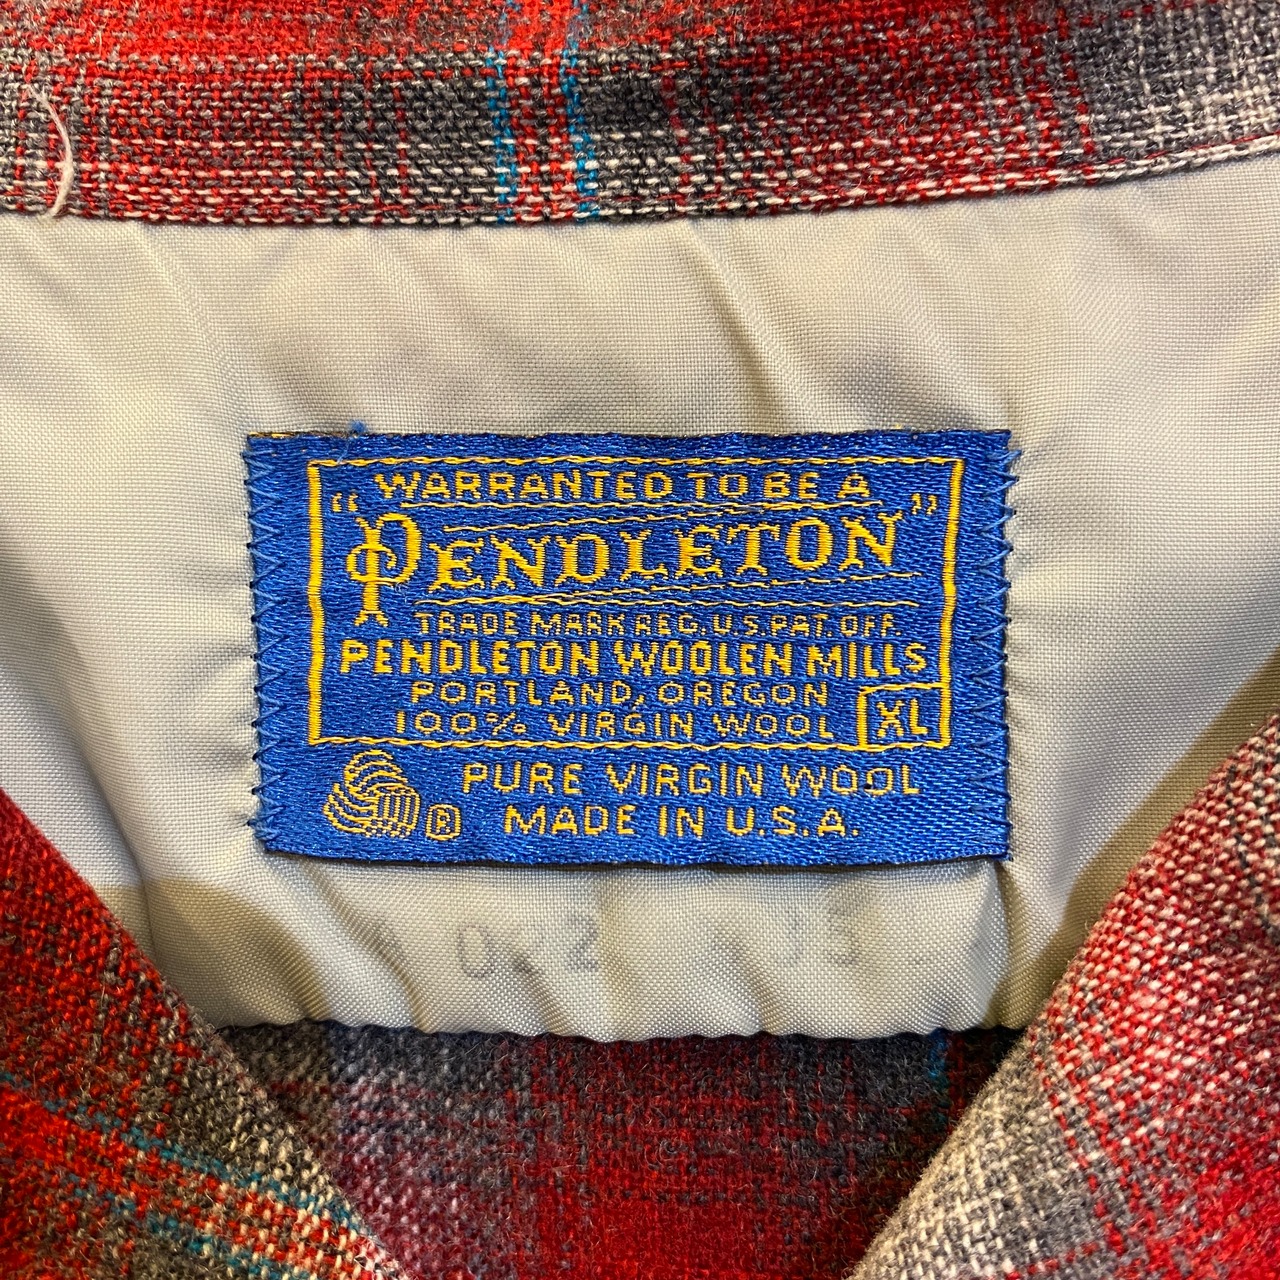 WARRANTED TO BE A
"PENDLETON"
TRADE MARK REG. U.S. PAT. OFF.
PENDLETON WOOLEN MILLS
PORTLAND, OREGON
100% VIRGIN WOOL XL
PURE VIRGIN WOOL
® MADE IN U.S.A.